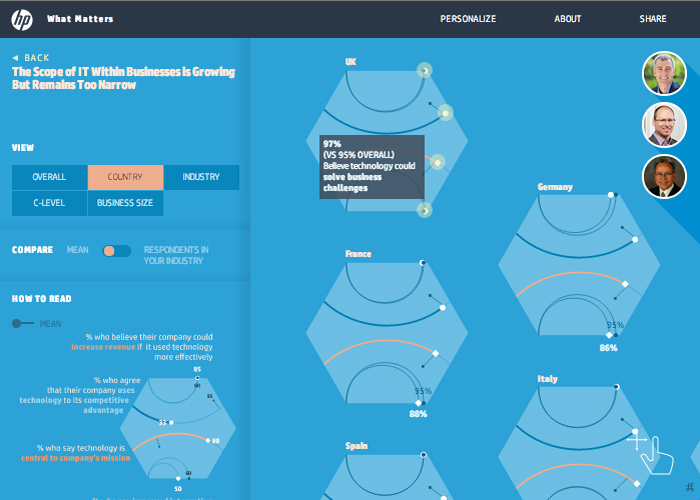 hp What Matters PERSONALIZE ABOUT SHARE
◄ BACK
The Scope of IT Within Businesses is Growing
But Remains Too Narrow
VIEW
OVERALL COUNTRY INDUSTRY
C-LEVEL BUSINESS SIZE
COMPARE MEAN RESPONDENTS IN
YOUR INDUSTRY
HOW TO READ
MEAN
% who believe their company could
increase revenue if it used technology
more effectively
85
% who agree
that their company uses
technology to its competitive
advantage
33
80
% who say technology is
central to company's mission
50
UK
97%
(VS 95% OVERALL)
Believe technology could
solve business
challenges
Germany
95%
86%
France
95%
88%
Italy
Spain